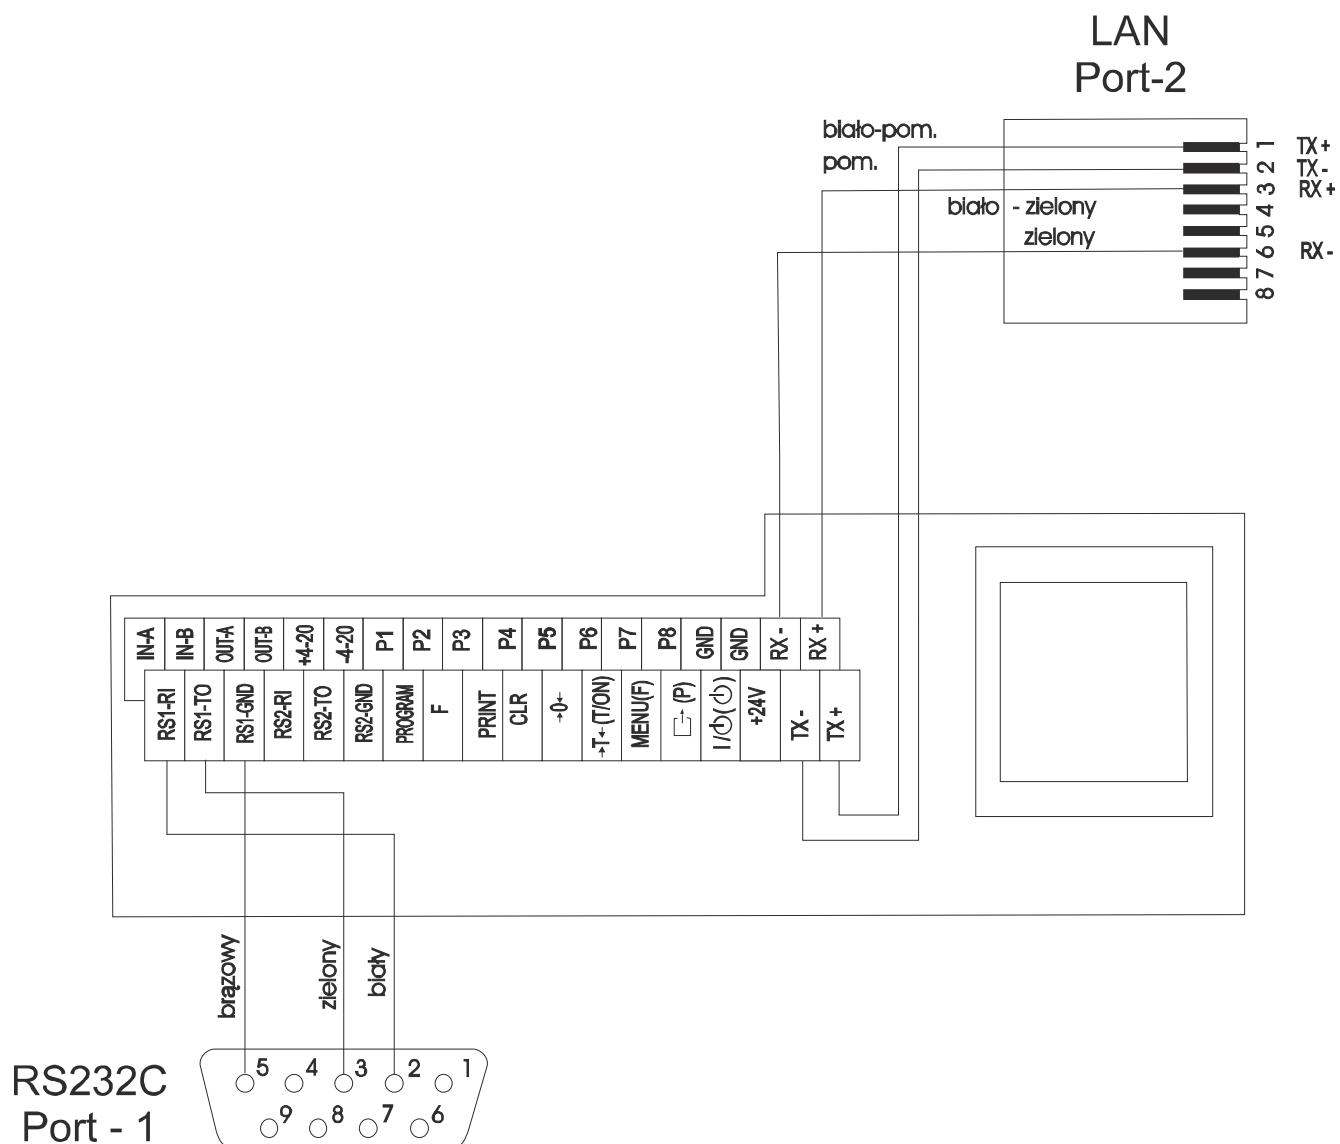 LAN
Port-2
biało-pom.
pom.
biało - zielony
zielony
1 TX +
2 TX -
3 RX +
4
5
6 RX -
7
8
IN-A IN-B OUT-A OUT-B +4-20 -4-20 P1 P2 P3 P4 P5 P6 P7 P8 GND GND RX - RX +
RS1-RI RS1-TO RS1-GND RS2-RI RS2-TO RS2-GND PROGRAM F PRINT CLR →0← →T←(T/ON) MENU(F) (P) I/⏻(⏻) +24V TX - TX +
brązowy zielony biały
RS232C
Port - 1
5 4 3 2 1
9 8 7 6